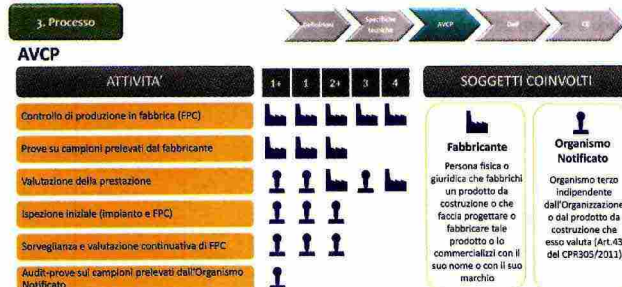 3. Processo
Definizioni
Specifiche
tecniche
AVCP
DoP
CE
AVCP
ATTIVITA'
1+ 1 2+ 3 4
Controllo di produzione in fabbrica (FPC)
Prove su campioni prelevati dal fabbricante
Valutazione della prestazione
Ispezione iniziale (impianto e FPC)
Sorveglianza e valutazione continuativa di FPC
Audit-prove sui campioni prelevati dall'Organismo
Notificato
SOGGETTI COINVOLTI
Fabbricante
Persona fisica o
giuridica che fabbrichi
un prodotto da
costruzione o che
faccia progettare o
fabbricare tale
prodotto o lo
commercializzi con il
suo nome o con il suo
marchio
Organismo
Notificato
Organismo terzo
indipendente
dall'Organizzazione
o dal prodotto da
costruzione che
esso valuta (Art.43
del CPR305/2011)